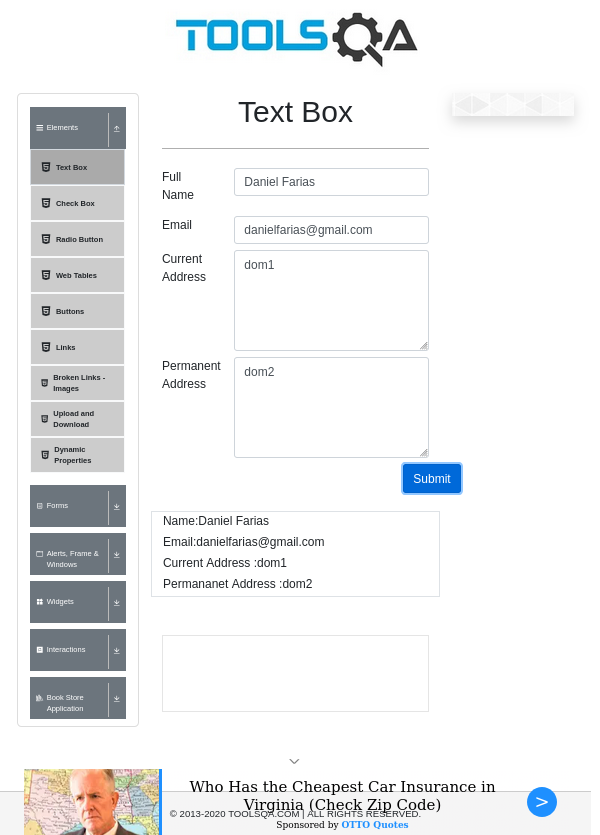 TOOLSQA
Elements
Text Box
Check Box
Radio Button
Web Tables
Buttons
Links
Broken Links -
Images
Upload and
Download
Dynamic
Properties
Forms
Alerts, Frame &
Windows
Widgets
Interactions
Book Store
Application
Text Box
Full
Name
Daniel Farias
Email
danielfarias@gmail.com
Current
Address
dom1
Permanent
Address
dom2
Submit
Name:Daniel Farias
Email:danielfarias@gmail.com
Current Address :dom1
Permananet Address :dom2
Who Has the Cheapest Car Insurance in
Virginia (Check Zip Code)
© 2013-2020 TOOLSQA.COM | ALL RIGHTS RESERVED.
Sponsored by OTTO Quotes
>